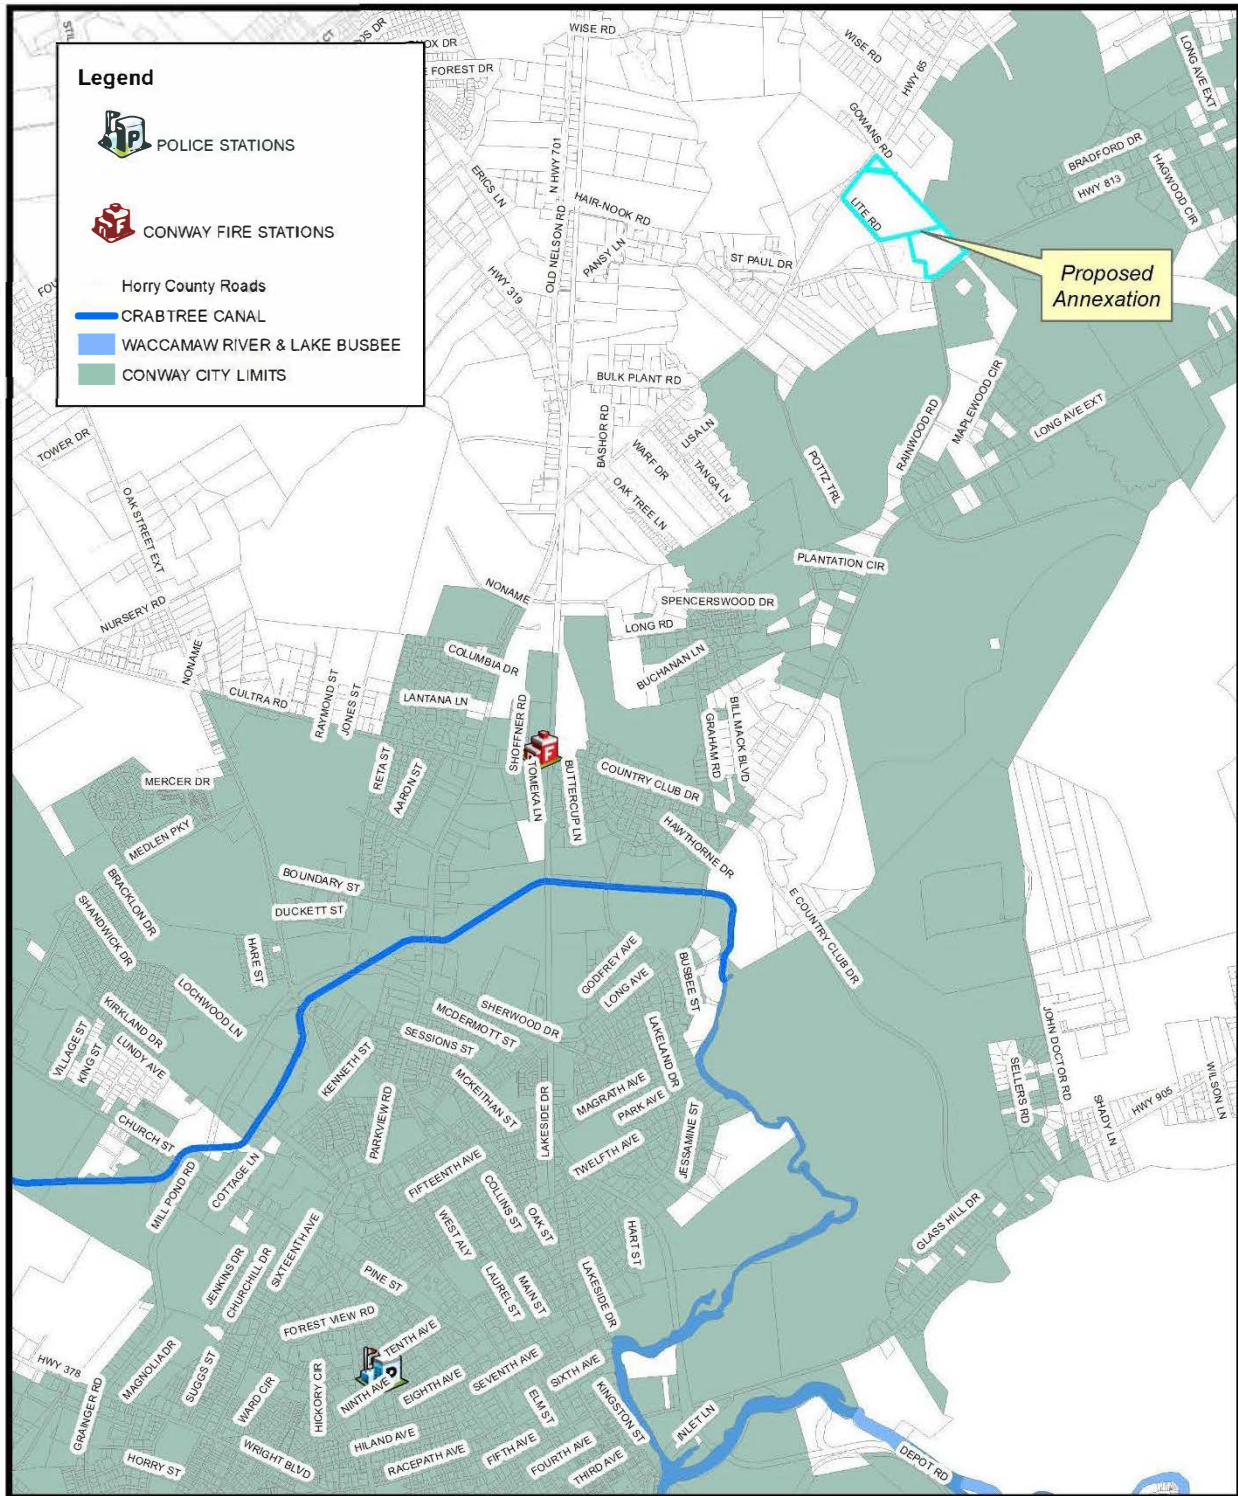 Legend
POLICE STATIONS
CONWAY FIRE STATIONS
Horry County Roads
CRABTREE CANAL
WACCAMAW RIVER & LAKE BUSBEE
CONWAY CITY LIMITS
WISE RD
WISE RD
HWY 65
LONG AVE EXT
GOWANS RD
BRADFORD DR
HWY 813
HAGWOOD CIR
N HWY 701
ERICS LN
HAIR-NOOK RD
LITE RD
OLD NELSON RD
PANSY LN
ST PAUL DR
Proposed
Annexation
HWY 319
BULK PLANT RD
BASHOR RD
LISA LN
WARF DR
TANGA LN
OAK TREE LN
POTTZ TRL
RAINWOOD RD
MAPLEWOOD CIR
LONG AVE EXT
TOWER DR
OAK STREET EXT
PLANTATION CIR
NURSERY RD
NONAME
SPENCERSWOOD DR
LONG RD
NONAME
COLUMBIA DR
BUCHANAN LN
CULTRA RD
RAYMOND ST
JONES ST
LANTANA LN
SHOFFNER RD
GRAHAM RD
BILL MACK BLVD
F
MERCER DR
RETA ST
AARON ST
TOMEKA LN
BUTTERCUP LN
COUNTRY CLUB DR
MEDLEN PKY
HAWTHORNE DR
BOUNDARY ST
BRACKLON DR
DUCKETT ST
SHANDWICK DR
HARE ST
E COUNTRY CLUB DR
GODFREY AVE
LONG AVE
BUSBEE ST
LOCHWOOD LN
KIRKLAND DR
SHERWOOD DR
MCDERMOTT ST
SESSIONS ST
VILLAGE ST
KING ST
LUNDY AVE
KENNETH ST
LAKELAND DR
JOHN DOCTOR RD
SELLERS RD
WILSON LN
HWY 905
SHADY LN
MCKEITHAN ST
MAGRATH AVE
PARK AVE
PARKVIEW RD
LAKESIDE DR
JESSAMINE ST
CHURCH ST
TWELFTH AVE
MILL POND RD
COTTAGE LN
FIFTEENTH AVE
COLLINS ST
OAK ST
WEST ALY
HART ST
GLASS HILL DR
SIXTEENTH AVE
JENKINS DR
CHURCHILL DR
PINE ST
LAUREL ST
MAIN ST
LAKESIDE DR
FOREST VIEW RD
TENTH AVE
HWY 378
MAGNOLIA DR
SUGGS ST
WARD CIR
HICKORY CIR
NINTH AVE
EIGHTH AVE
SEVENTH AVE
SIXTH AVE
GRAINGER RD
ELM ST
KINGSTON ST
INLET LN
HILAND AVE
WRIGHT BLVD
RACEPATH AVE
FIFTH AVE
FOURTH AVE
THIRD AVE
HORRY ST
DEPOT RD